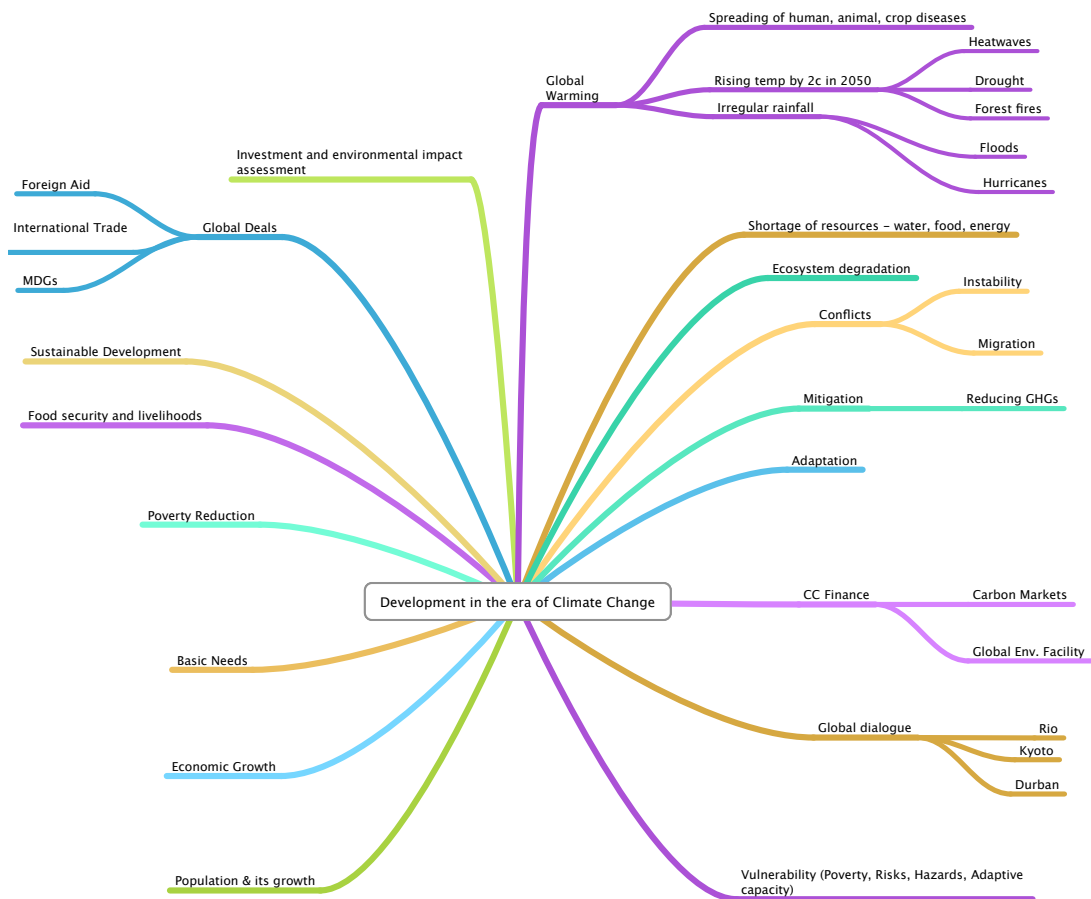 Spreading of human, animal, crop diseases
Heatwaves
Global
Warming
Rising temp by 2c in 2050
Drought
Irregular rainfall
Forest fires
Floods
Hurricanes
Investment and environmental impact
assessment
Foreign Aid
International Trade
Global Deals
MDGs
Shortage of resources – water, food, energy
Ecosystem degradation
Instability
Conflicts
Migration
Sustainable Development
Food security and livelihoods
Mitigation
Reducing GHGs
Adaptation
Poverty Reduction
Development in the era of Climate Change
CC Finance
Carbon Markets
Global Env. Facility
Basic Needs
Global dialogue
Rio
Kyoto
Durban
Economic Growth
Population & its growth
Vulnerability (Poverty, Risks, Hazards, Adaptive
capacity)